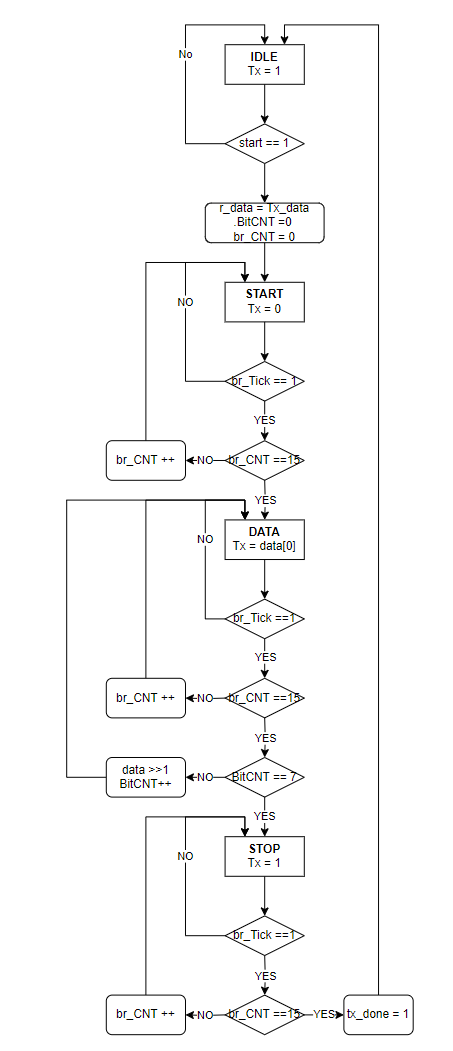 No
IDLE
Tx = 1
start == 1
r_data = Tx_data
.BitCNT =0
br_CNT = 0
START
Tx = 0
NO
br_Tick == 1
YES
br_CNT ++
NO
br_CNT ==15
YES
DATA
Tx = data[0]
NO
br_Tick ==1
YES
br_CNT ++
NO
br_CNT ==15
YES
data >>1
BitCNT++
NO
BitCNT == 7
YES
STOP
Tx = 1
NO
br_Tick ==1
YES
br_CNT ++
NO
br_CNT ==15
YES
tx_done = 1